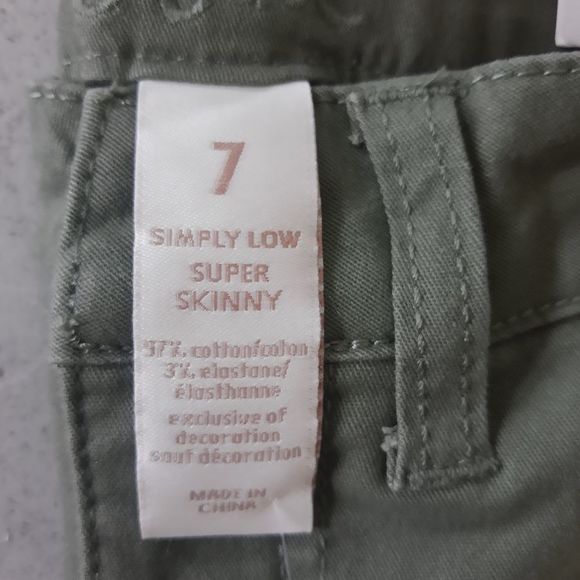 7
SIMPLY LOW
SUPER
SKINNY
97% cotton/coton
3% elastane/
élasthanne
exclusive of
decoration
sauf décoration
MADE IN
CHINA